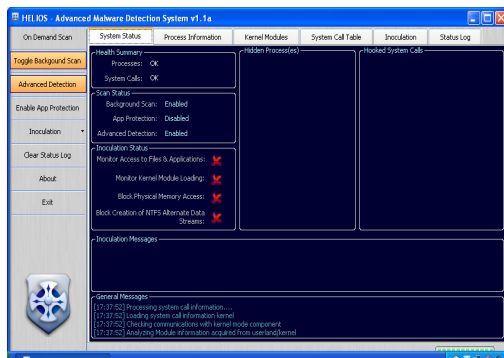 HELIOS - Advanced Malware Detection System v1.1a
On Demand Scan
Toggle Background Scan
Advanced Detection
Enable App Protection
Inoculation
Clear Status Log
About
Exit
System Status
Process Information
Kernel Modules
System Call Table
Inoculation
Status Log
Health Summary
Processes: OK
System Calls: OK
Scan Status
Background Scan: Enabled
App Protection: Disabled
Advanced Detection: Enabled
Inoculation Status
Monitor Access to Files & Applications:
Monitor Kernel Module Loading:
Block Physical Memory Access:
Block Creation of NTFS Alternate Data
Streams:
Hidden Process(es)
Hooked System Calls
Inoculation Messages
General Messages
[17:37:52] Processing system call information....
[17:37:52] Loading system call information kernel
[17:37:52] Checking communications with kernel mode component
[17:37:52] Analyzing Module information acquired from userland/kernel